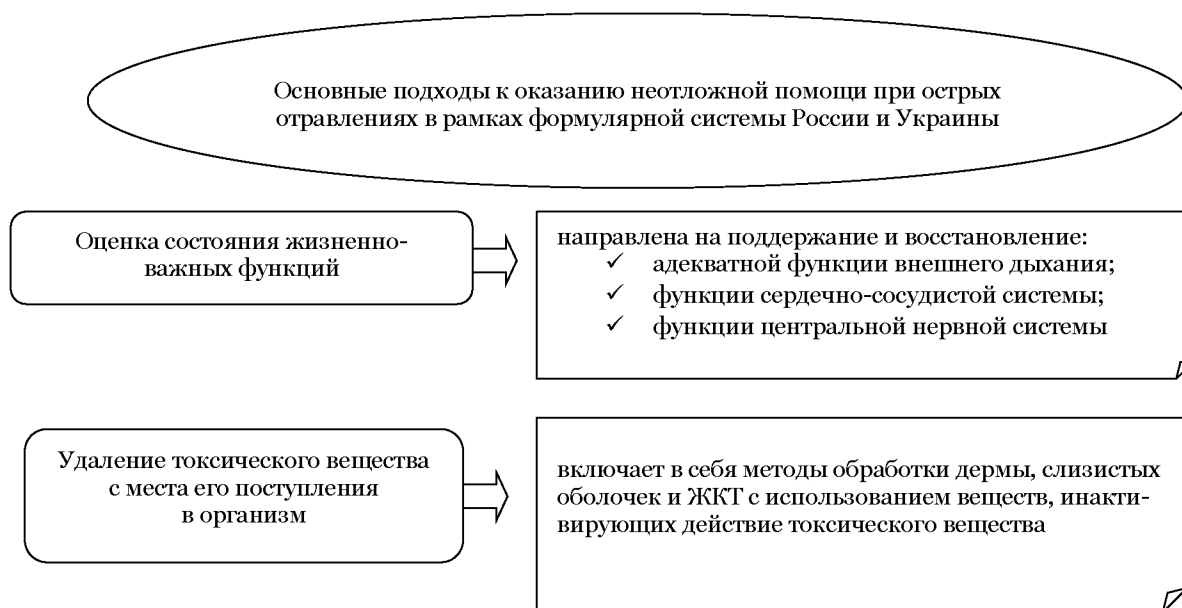 Основные подходы к оказанию неотложной помощи при острых
отравлениях в рамках формулярной системы России и Украины
Оценка состояния жизненно-
важных функций
направлена на поддержание и восстановление:
✓ адекватной функции внешнего дыхания;
✓ функции сердечно-сосудистой системы;
✓ функции центральной нервной системы
Удаление токсического вещества
с места его поступления
в организм
включает в себя методы обработки дермы, слизистых
оболочек и ЖКТ с использованием веществ, инакти-
вирующих действие токсического вещества